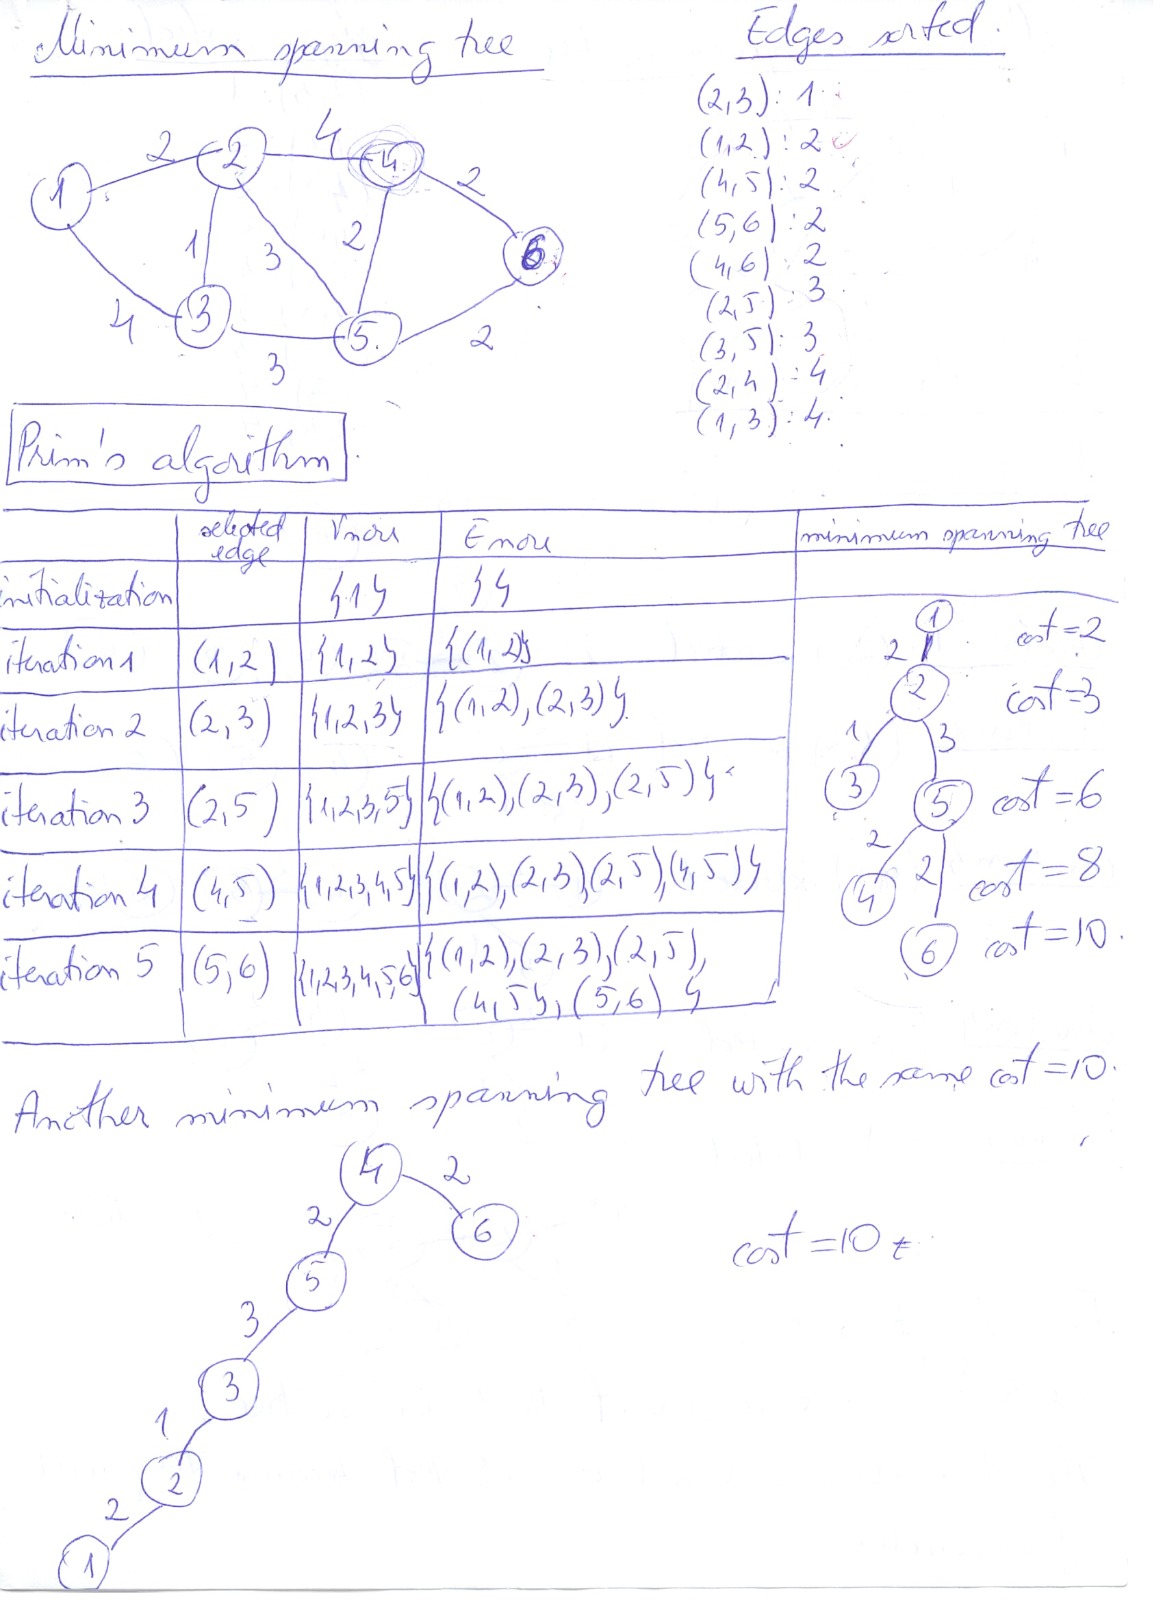 Minimum spanning tree
Edges sorted.
(2,3): 1
(1,2): 2
(4,5): 2
(5,6): 2
(4,6): 2
(2,5): 3
(3,5): 3
(2,4): 4
(1,3): 4
1 2 3 4 5 6
2 4 2 1 3 2 4 3 2
Prim's algorithm
selected edge Vnou Enou minimum spanning tree
initialization {1} {}
iteration 1 (1,2) {1,2} {(1,2)}
iteration 2 (2,3) {1,2,3} {(1,2),(2,3)}
iteration 3 (2,5) {1,2,3,5} {(1,2),(2,3),(2,5)}
iteration 4 (4,5) {1,2,3,4,5} {(1,2),(2,3),(2,5),(4,5)}
iteration 5 (5,6) {1,2,3,4,5,6} {(1,2),(2,3),(2,5),
(4,5},(5,6) }
1 cost=2
2
2 cost=3
1 3
3 5 cost=6
2 2
4 cost=8
6 cost=10.
Another minimum spanning tree with the same cost=10.
4 2
2 6
5 cost=10
3
3
1
2
2
1